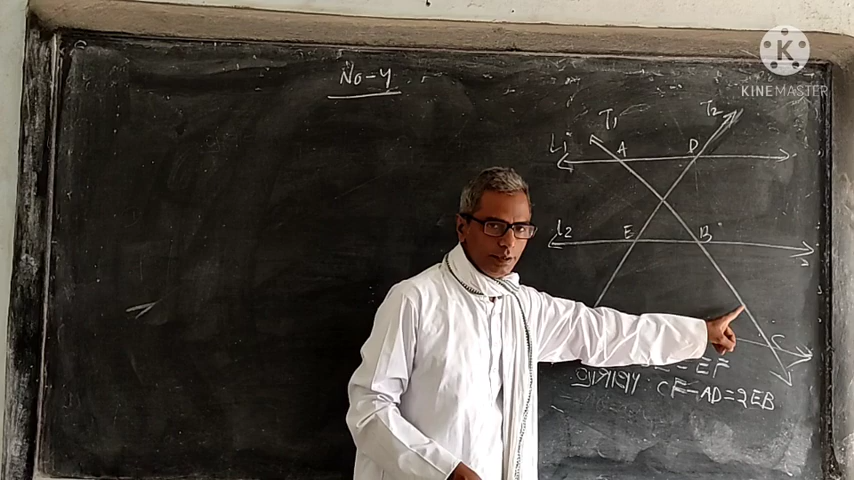 KINEMASTER
No-4
T1
T2
l1
A
D
l2
E
B
C
= EF
CF-AD=2EB